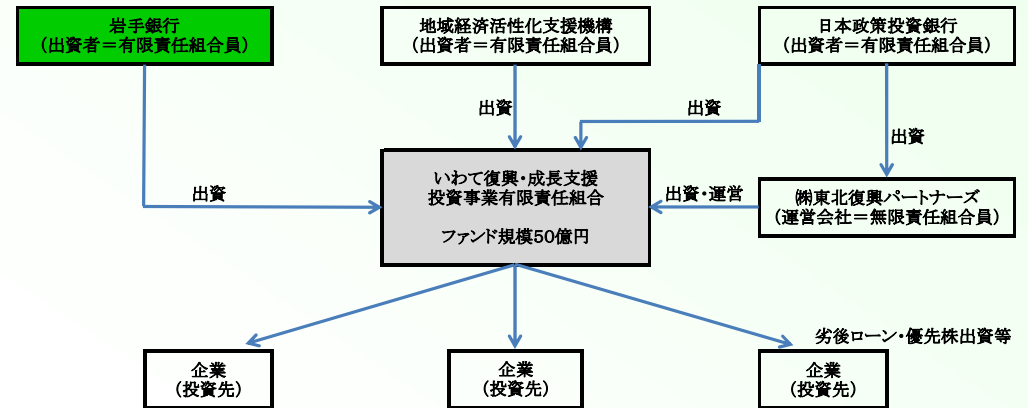 岩手銀行
(出資者=有限責任組合員)
地域経済活性化支援機構
(出資者=有限責任組合員)
日本政策投資銀行
(出資者=有限責任組合員)
出資
出資
出資
いわて復興・成長支援
投資事業有限責任組合
ファンド規模50億円
出資
出資・運営
㈱東北復興パートナーズ
(運営会社=無限責任組合員)
劣後ローン・優先株出資等
企業
(投資先)
企業
(投資先)
企業
(投資先)